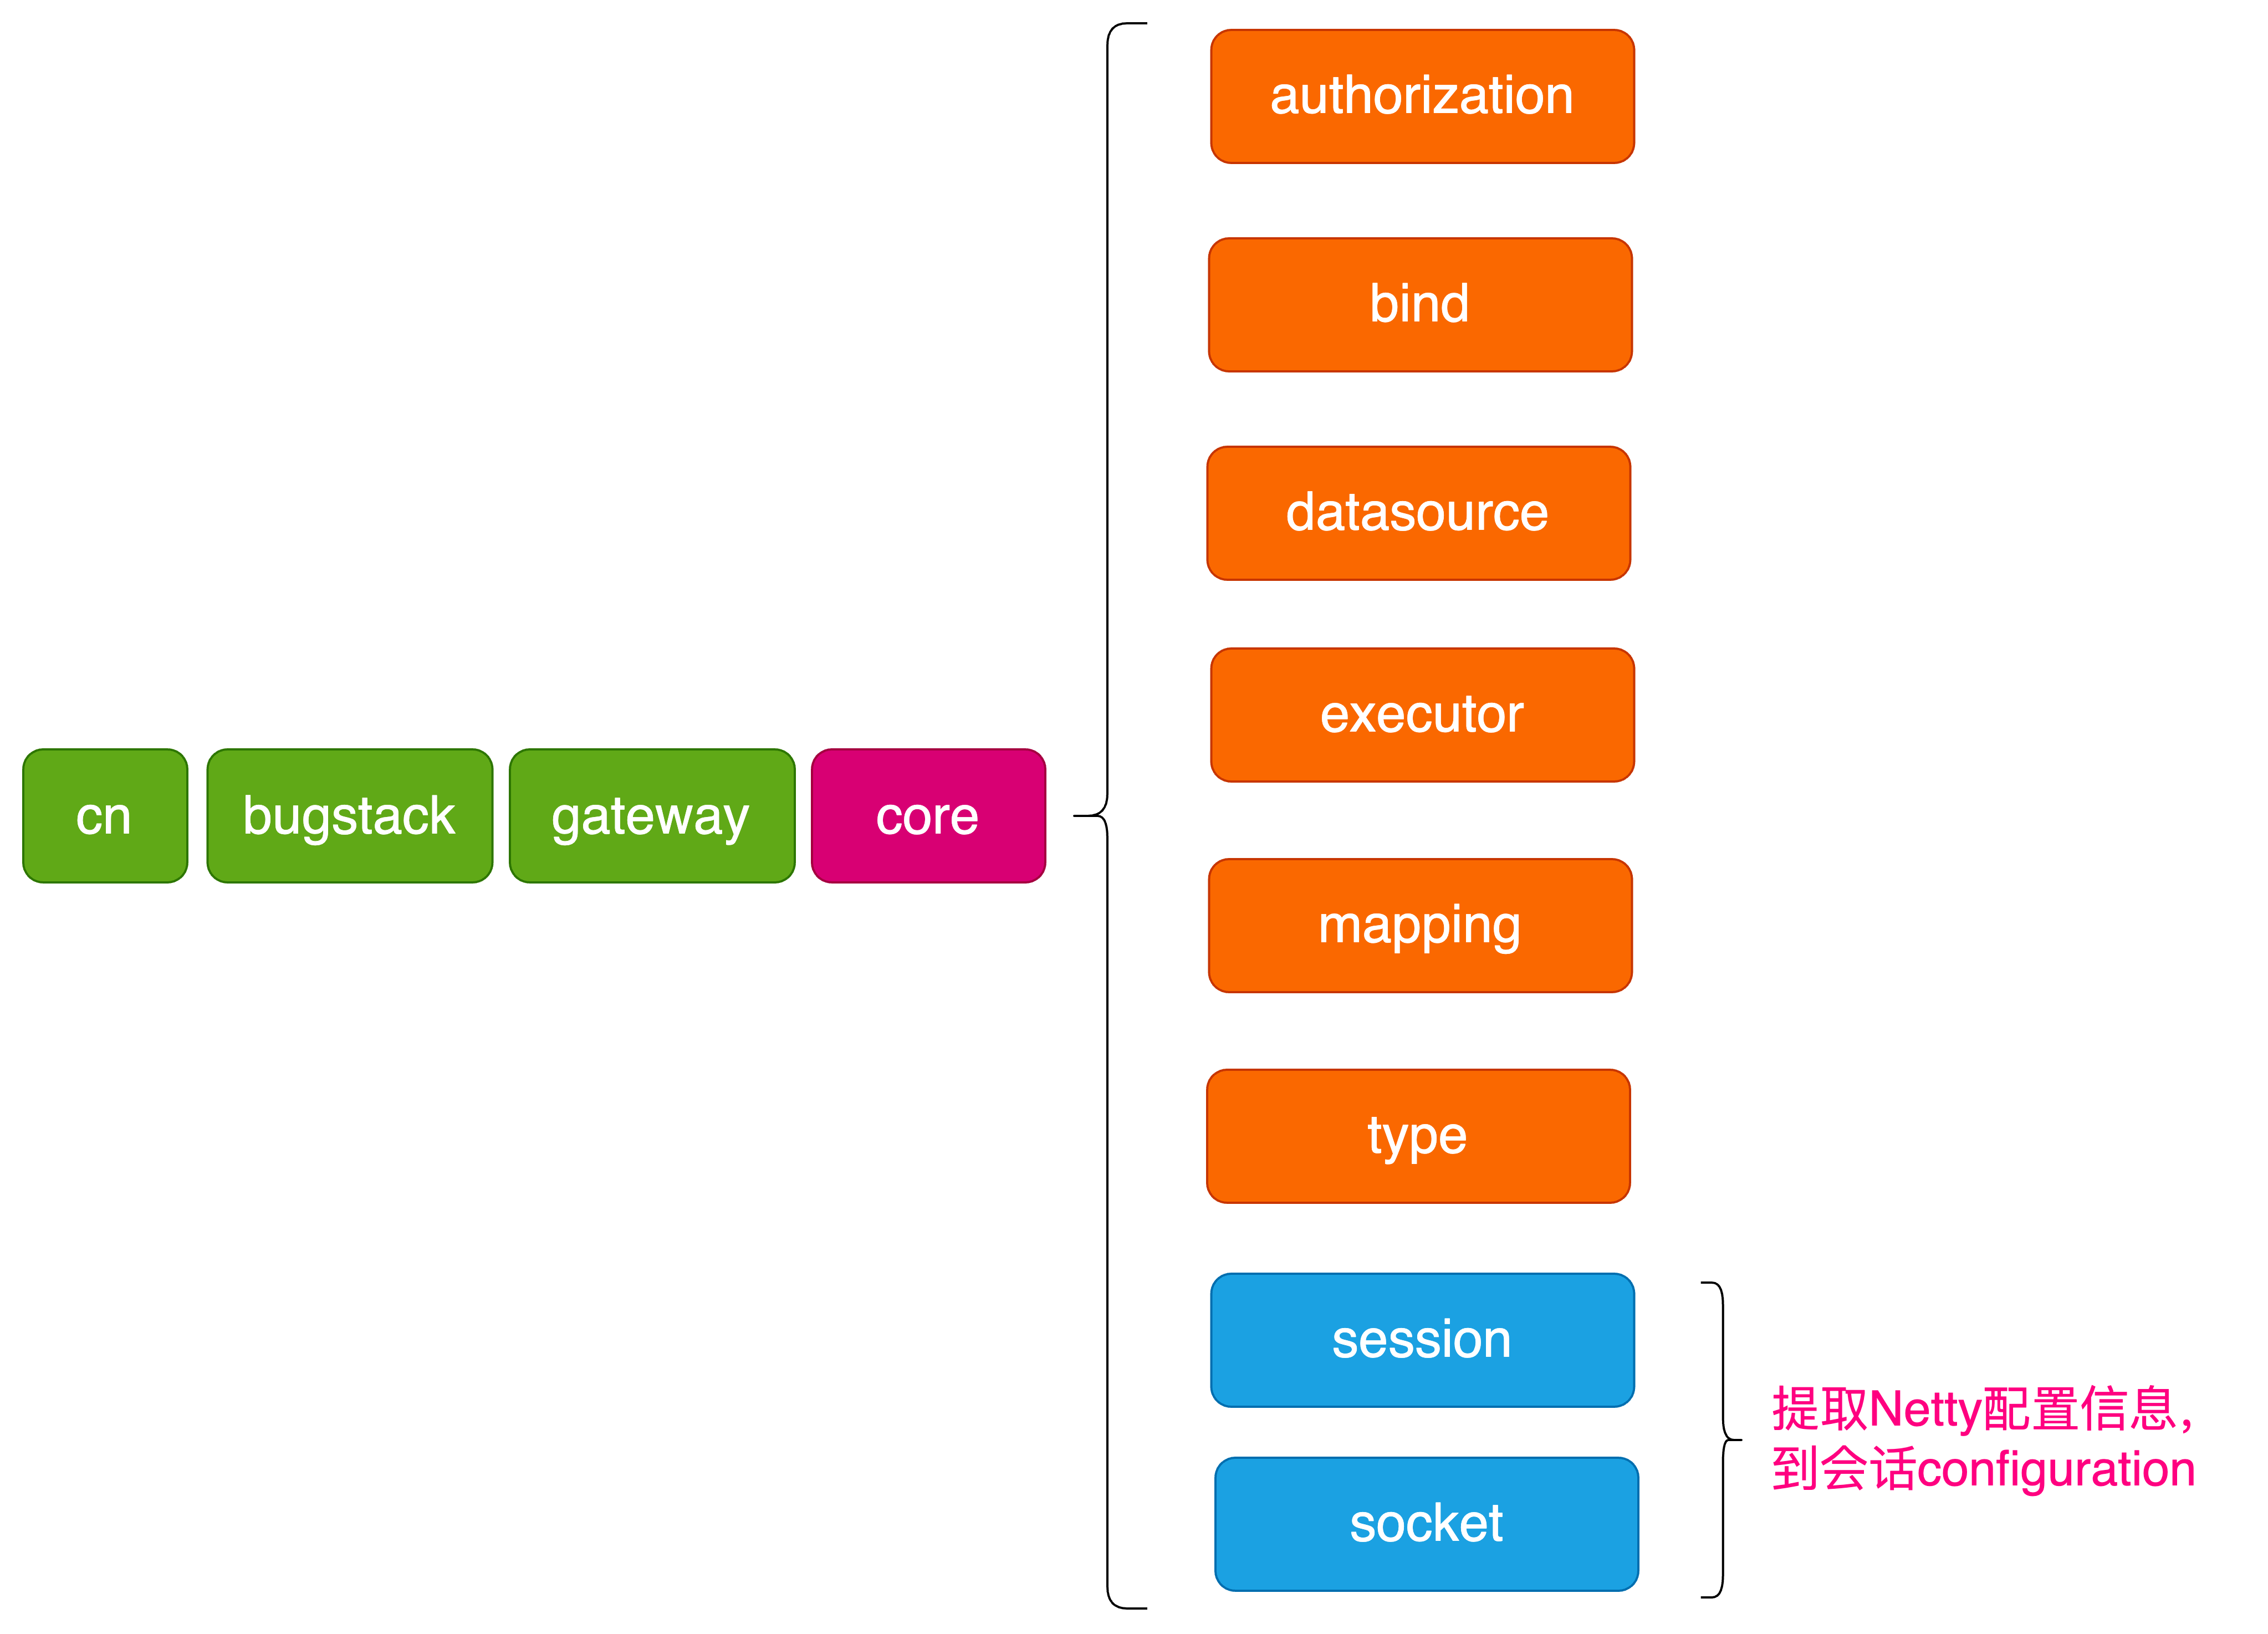 authorization
bind
datasource
executor
cn bugstack gateway core
mapping
type
session
提取Netty配置信息，
到会话configuration
socket